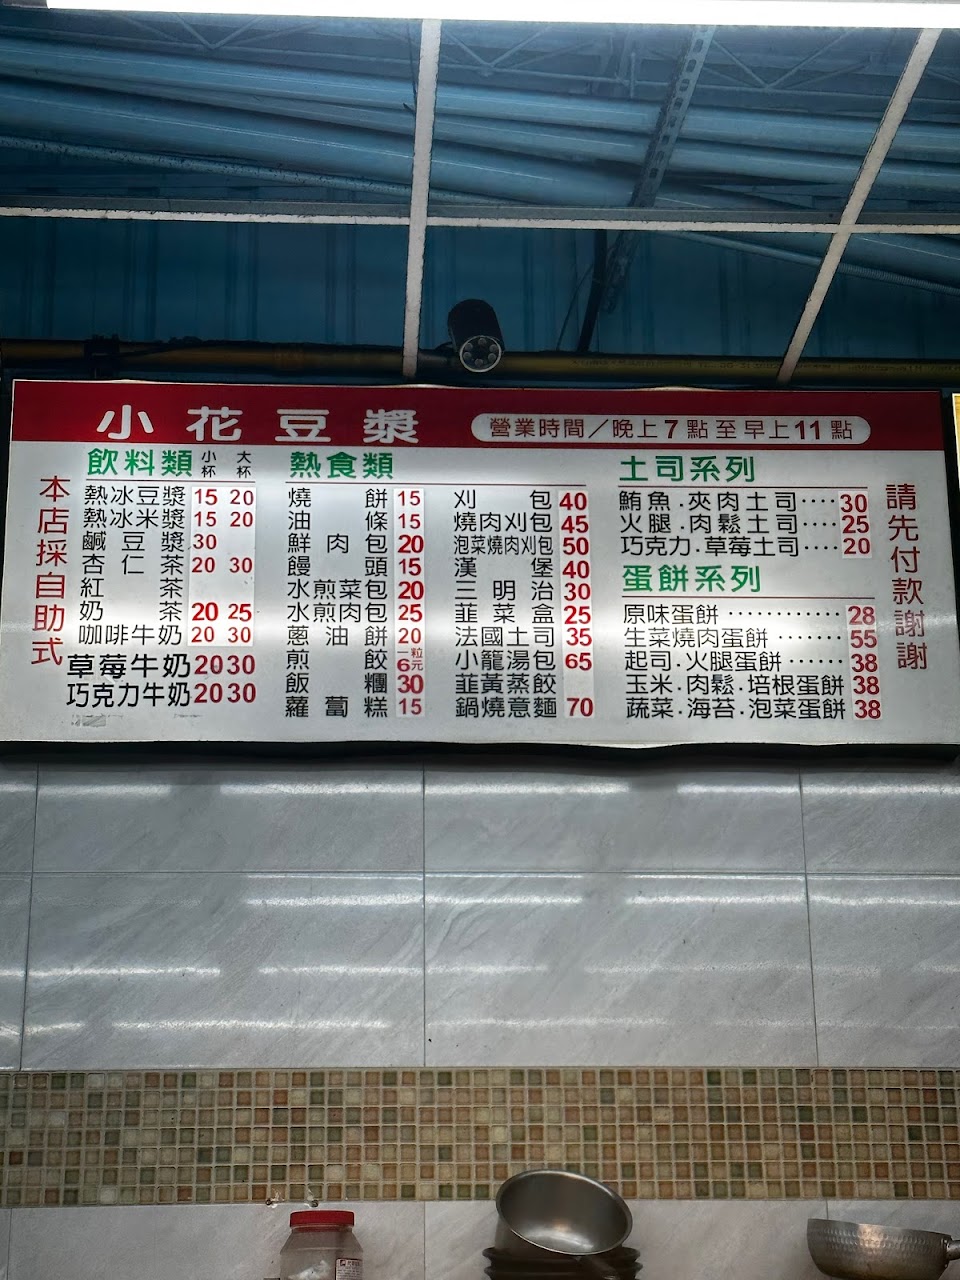 小花豆漿
營業時間／晚上7點至早上11點
本店採自助式
飲料類 小杯 大杯
熱冰豆漿 15 20
熱冰米漿 15 20
鹹豆漿 30
杏仁茶 20 30
紅茶
奶茶 20 25
咖啡牛奶 20 30
草莓牛奶 20 30
巧克力牛奶 20 30
熱食類
燒餅 15
油條 15
鮮肉包 20
饅頭 15
水煎菜包 20
水煎肉包 25
蔥油餅 20
煎餃 一粒6元
飯糰 30
蘿蔔糕 15
刈包 40
燒肉刈包 45
泡菜燒肉刈包 50
漢堡 40
三明治 30
韮菜盒 25
法國土司 35
小籠湯包 65
韮黃蒸餃
鍋燒意麵 70
土司系列
鮪魚.夾肉土司····30
火腿.肉鬆土司····25
巧克力.草莓土司····20
蛋餅系列
原味蛋餅············28
生菜燒肉蛋餅·······55
起司.火腿蛋餅······38
玉米.肉鬆.培根蛋餅 38
蔬菜.海苔.泡菜蛋餅 38
請先付款謝謝